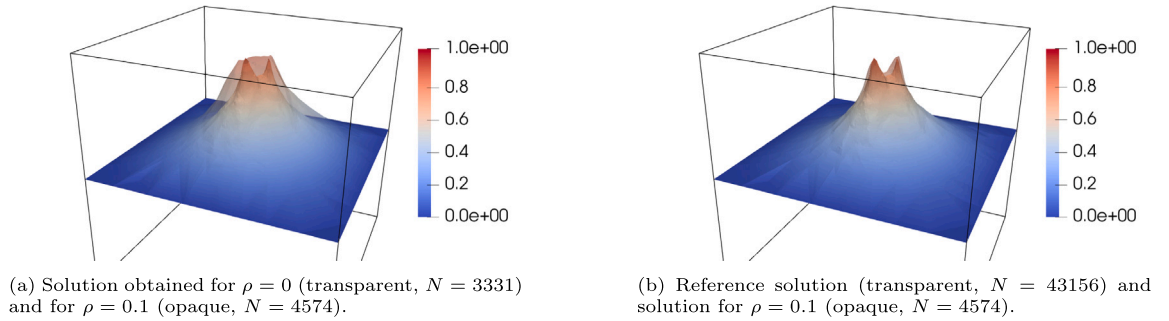 1.0e+00
0.8
0.6
0.4
0.2
0.0e+00
1.0e+00
0.8
0.6
0.4
0.2
0.0e+00
(a) Solution obtained for ρ = 0 (transparent, N = 3331)
and for ρ = 0.1 (opaque, N = 4574).
(b) Reference solution (transparent, N = 43156) and
solution for ρ = 0.1 (opaque, N = 4574).